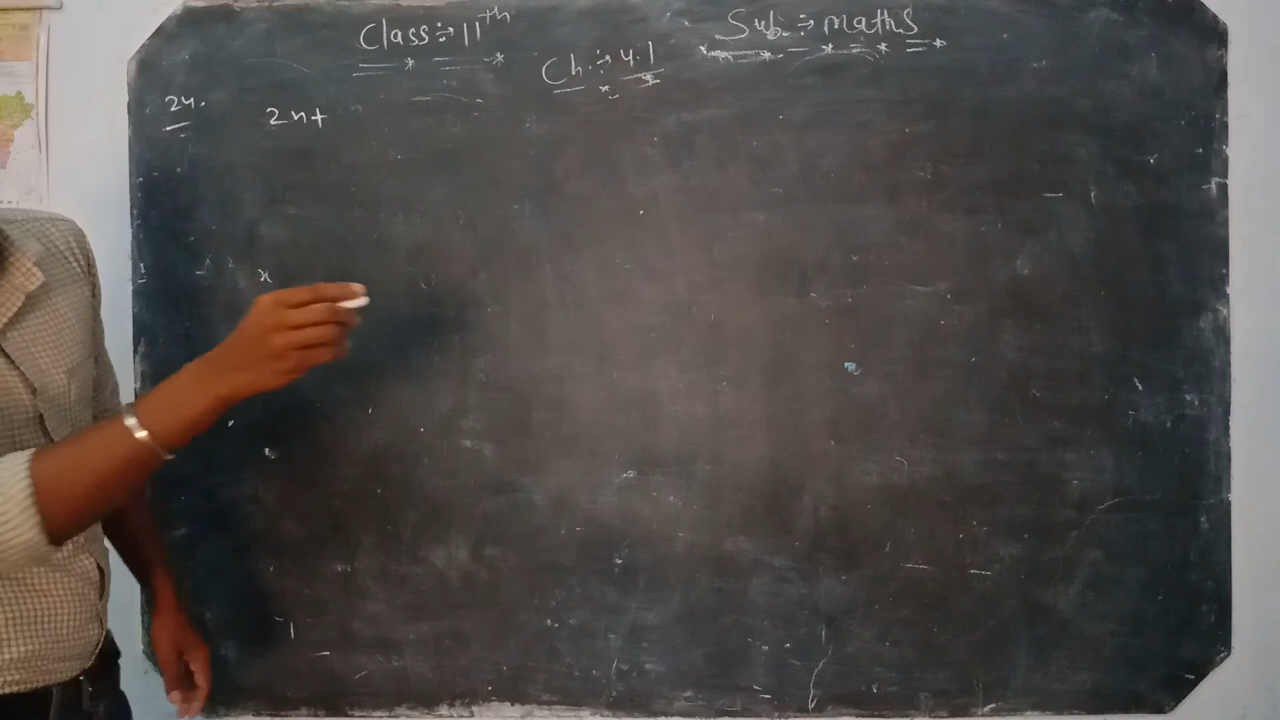 Class:- 11th Sub:- maths
Ch:- 4.1
24. 2n+
x